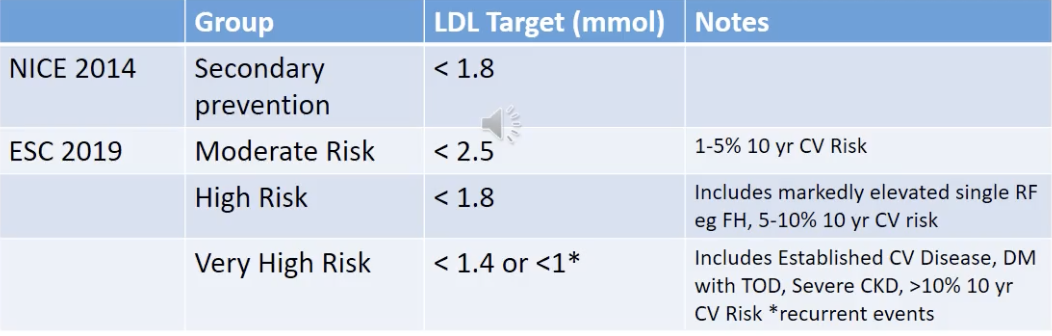 Group LDL Target (mmol) Notes
NICE 2014 Secondary prevention < 1.8
ESC 2019 Moderate Risk < 2.5 1-5% 10 yr CV Risk
High Risk < 1.8 Includes markedly elevated single RF
eg FH, 5-10% 10 yr CV risk
Very High Risk < 1.4 or <1* Includes Established CV Disease, DM
with TOD, Severe CKD, >10% 10 yr
CV Risk *recurrent events